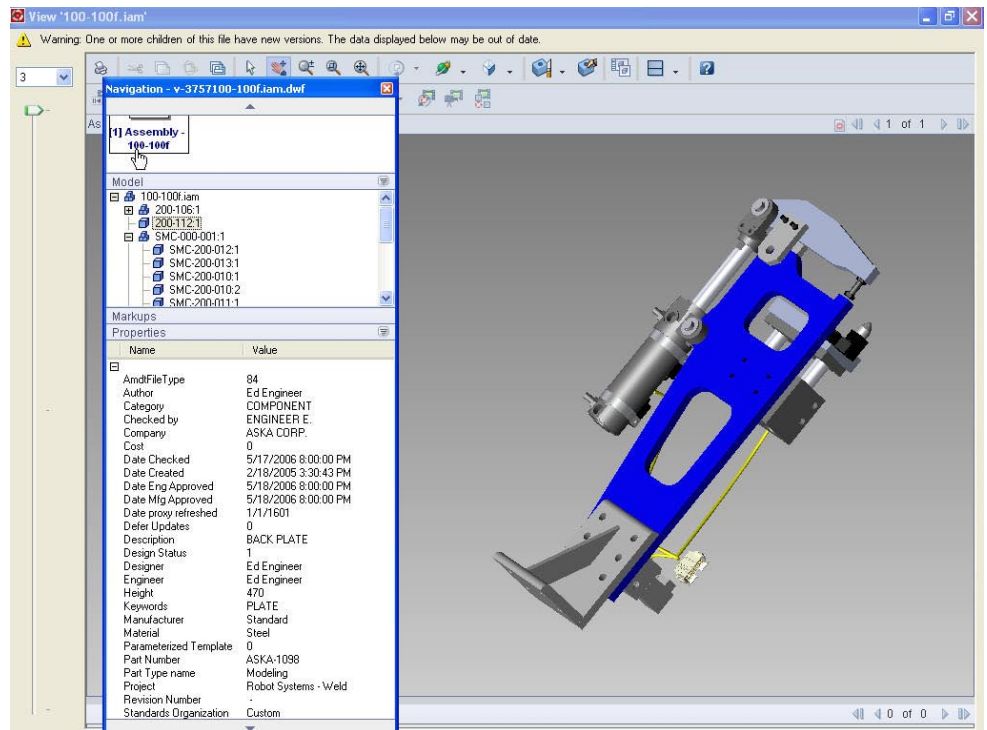 View '100-100f.iam'
Warning: One or more children of this file have new versions. The data displayed below may be out of date.
3
Navigation - v-3757100-100f.iam.dwf
As
1 of 1
[1] Assembly -
100-100f
Model
100-100f.iam
200-106:1
200-112:1
SMC-000-001:1
SMC-200-012:1
SMC-200-013:1
SMC-200-010:1
SMC-200-010:2
SMC-200-011:1
Markups
Properties
Name Value
AmdtFileType 84
Author Ed Engineer
Category COMPONENT
Checked by ENGINEER E.
Company ASKA CORP.
Cost 0
Date Checked 5/17/2006 8:00:00 PM
Date Created 2/18/2005 3:30:43 PM
Date Eng Approved 5/18/2006 8:00:00 PM
Date Mfg Approved 5/18/2006 8:00:00 PM
Date proxy refreshed 1/1/1601
Defer Updates 0
Description BACK PLATE
Design Status 1
Designer Ed Engineer
Engineer Ed Engineer
Height 470
Keywords PLATE
Manufacturer Standard
Material Steel
Parameterized Template 0
Part Number ASKA-1098
Part Type name Modeling
Project Robot Systems - Weld
Revision Number -
Standards Organization Custom
0 of 0